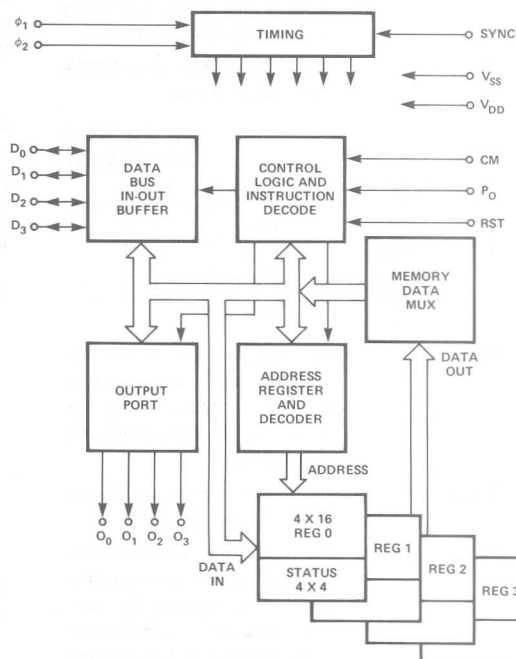 ϕ1
TIMING
SYNC
ϕ2
VSS
VDD
D0
D1
D2
D3
DATA
BUS
IN-OUT
BUFFER
CONTROL
LOGIC AND
INSTRUCTION
DECODE
CM
PO
RST
MEMORY
DATA
MUX
OUTPUT
PORT
ADDRESS
REGISTER
AND
DECODER
DATA
OUT
ADDRESS
O0
O1
O2
O3
DATA
IN
4 X 16
REG 0
STATUS
4 X 4
REG 1
REG 2
REG 3